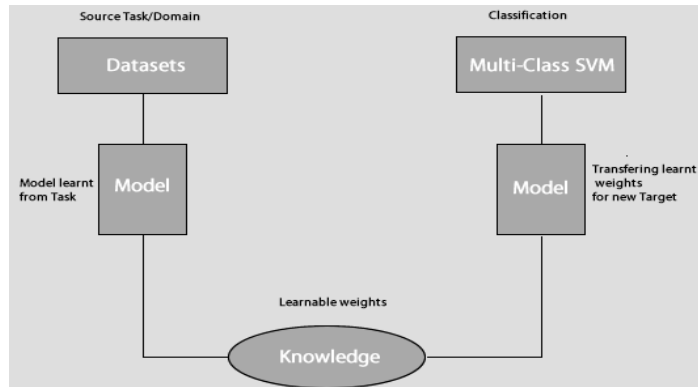 Source Task/Domain
Classification
Datasets
Multi-Class SVM
Model learnt
from Task
Model
Model
Transfering learnt
weights
for new Target
Learnable weights
Knowledge